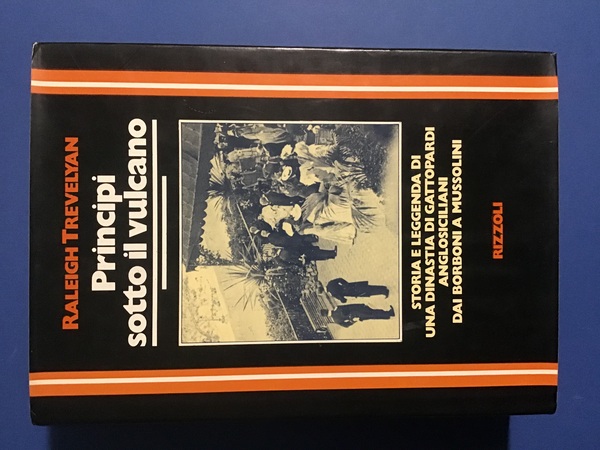 RALEIGH TREVELYAN
Principi
sotto il vulcano
STORIA E LEGGENDA DI
UNA DINASTIA DI GATTOPARDI
ANGLOSICILIANI
DAI BORBONI A MUSSOLINI
RIZZOLI